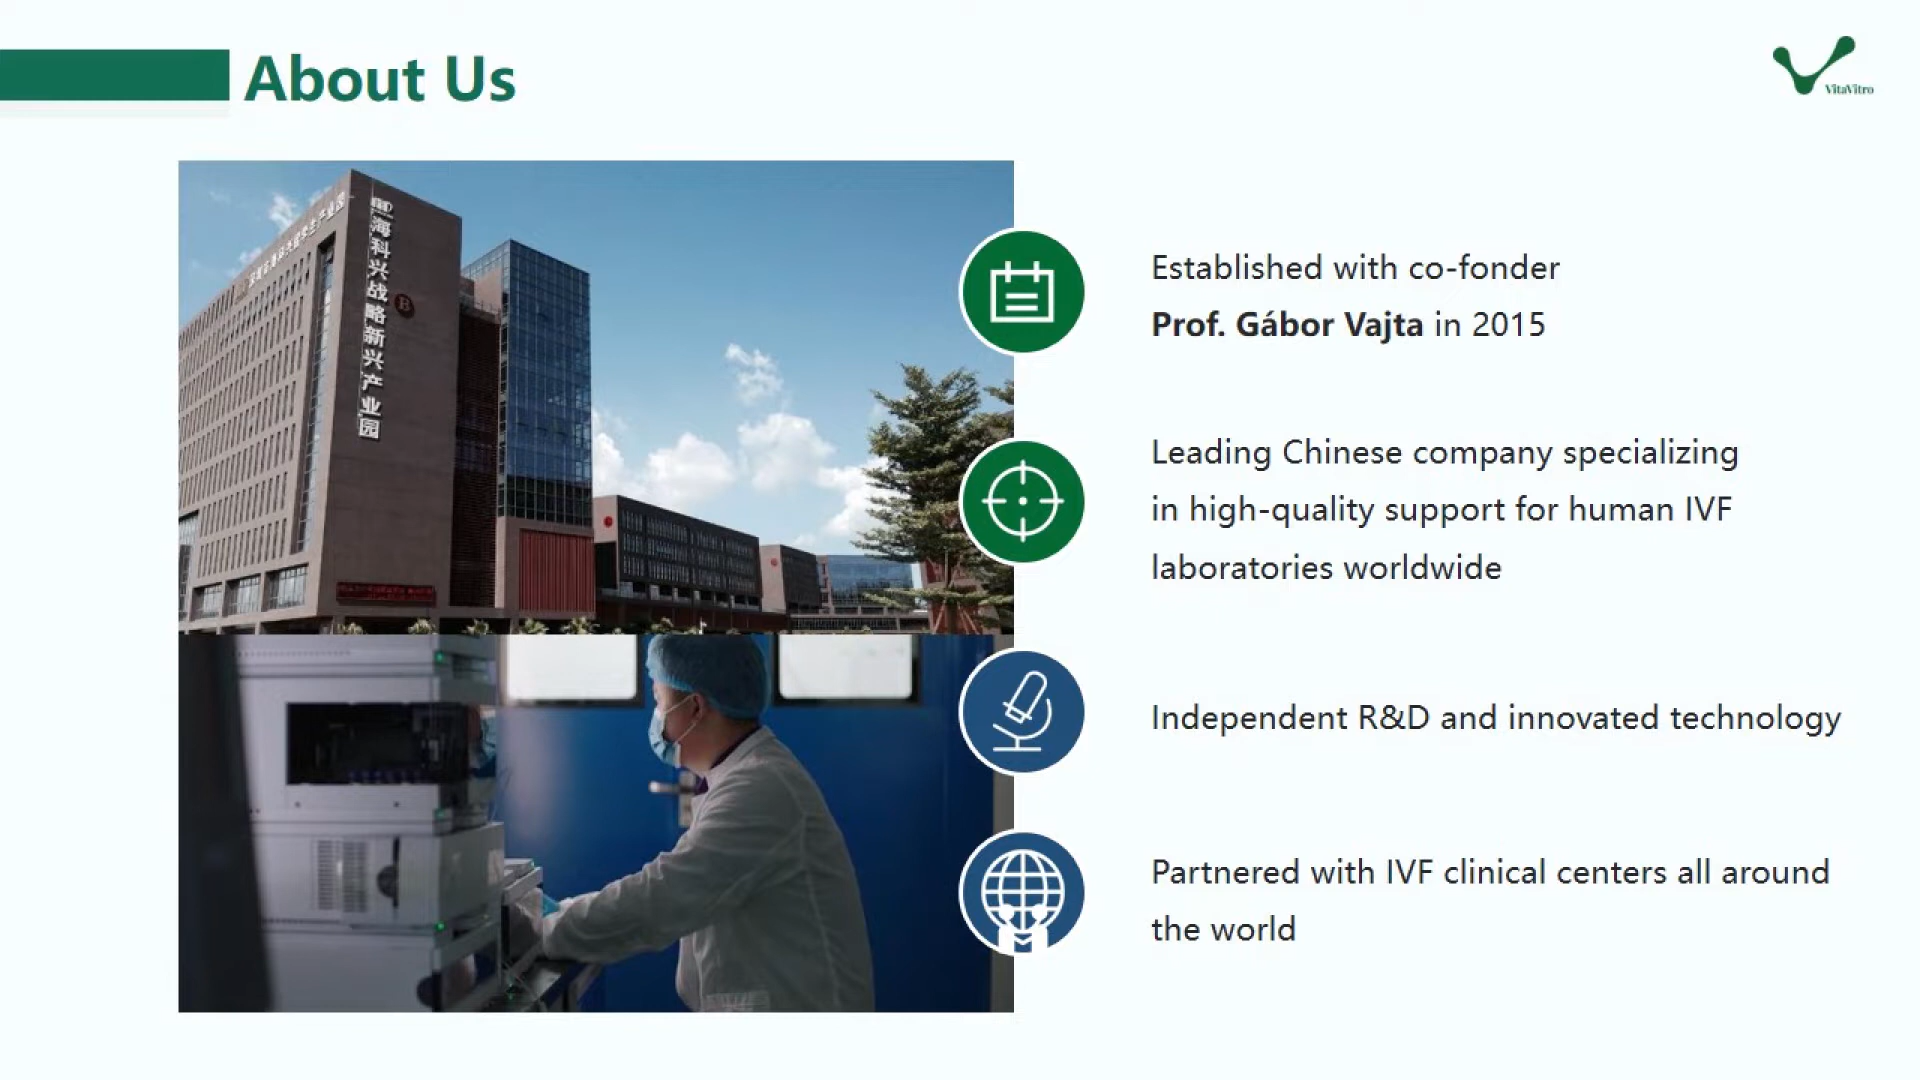 About Us
VitaVitro
海科兴战略新兴产业园
B
Established with co-fonder
Prof. Gábor Vajta in 2015
Leading Chinese company specializing
in high-quality support for human IVF
laboratories worldwide
Independent R&D and innovated technology
Partnered with IVF clinical centers all around
the world